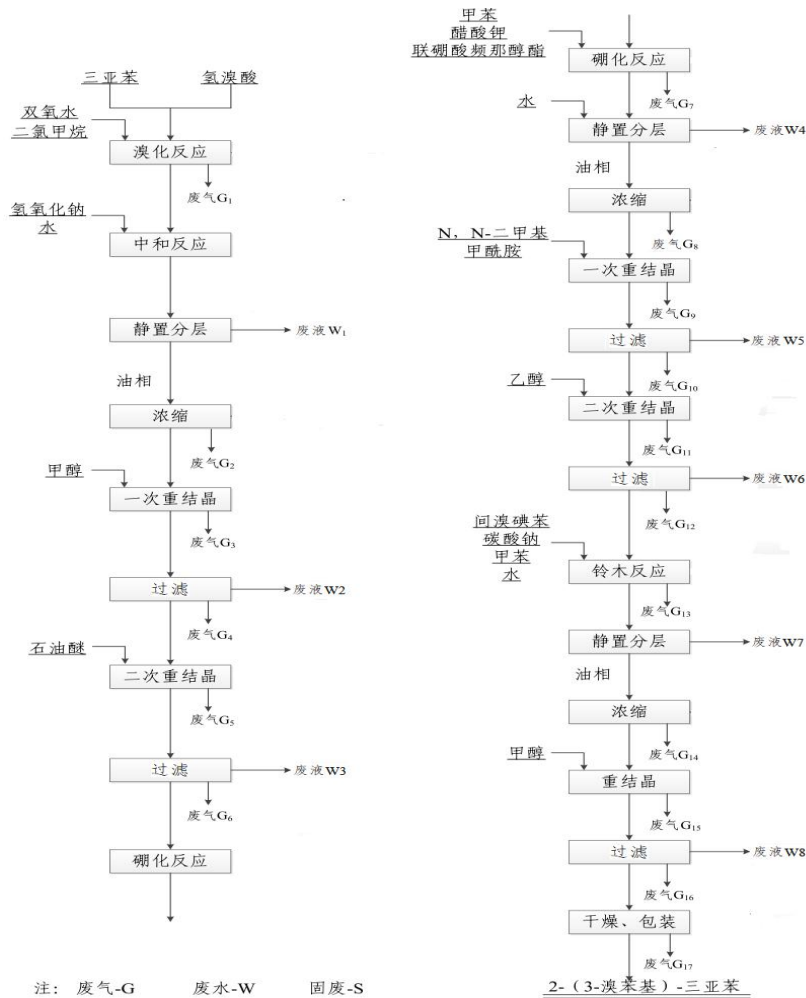 三亚苯
氢溴酸
双氧水
二氯甲烷
溴化反应
废气G₁
氢氧化钠
水
中和反应
静置分层
废液W₁
油相
浓缩
废气G₂
甲醇
一次重结晶
废气G₃
过滤
废液W2
废气G₄
石油醚
二次重结晶
废气G₅
过滤
废液W3
废气G₆
硼化反应
甲苯
醋酸钾
联硼酸频那醇酯
硼化反应
废气G₇
水
静置分层
废液W4
油相
浓缩
废气G₈
N，N-二甲基
甲酰胺
一次重结晶
废气G₉
过滤
废液W5
废气G₁₀
乙醇
二次重结晶
废气G₁₁
过滤
废液W6
废气G₁₂
间溴碘苯
碳酸钠
甲苯
水
铃木反应
废气G₁₃
静置分层
废液W7
油相
浓缩
废气G₁₄
甲醇
重结晶
废气G₁₅
过滤
废液W8
废气G₁₆
干燥、包装
废气G₁₇
2-（3-溴苯基）-三亚苯
注： 废气-G 废水-W 固废-S